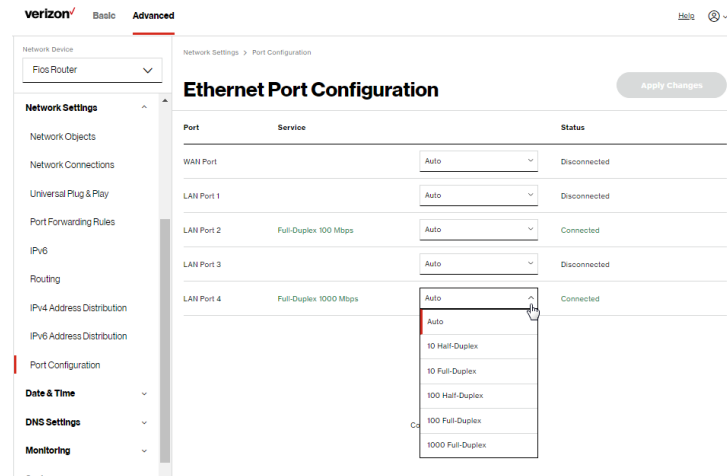 verizon✓ Basic Advanced Help
Network Device
Fios Router
Network Settings
Network Objects
Network Connections
Universal Plug & Play
Port Forwarding Rules
IPv6
Routing
IPv4 Address Distribution
IPv6 Address Distribution
Port Configuration
Date & Time
DNS Settings
Monitoring
Network Settings > Port Configuration
Ethernet Port Configuration
Apply Changes
Port Service Status
WAN Port Auto Disconnected
LAN Port 1 Auto Disconnected
LAN Port 2 Full-Duplex 100 Mbps Auto Connected
LAN Port 3 Auto Disconnected
LAN Port 4 Full-Duplex 1000 Mbps Auto Connected
Auto
10 Half-Duplex
10 Full-Duplex
100 Half-Duplex
100 Full-Duplex
1000 Full-Duplex